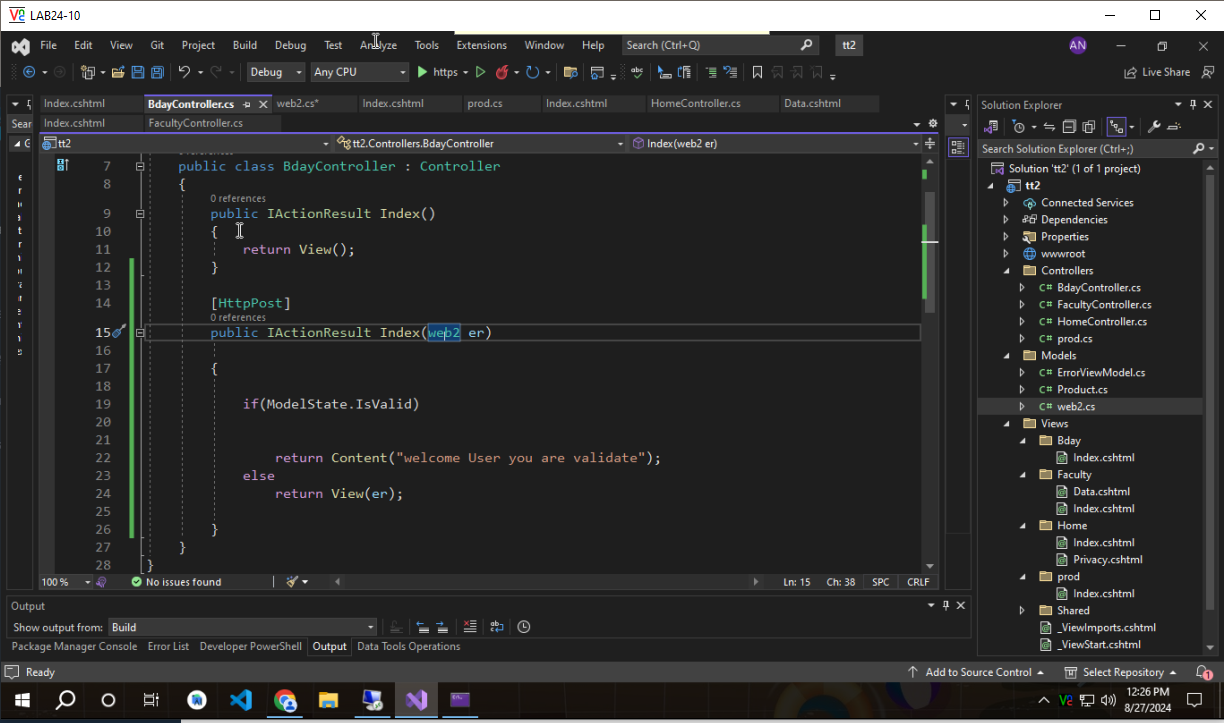 LAB24-10
File Edit View Git Project Build Debug Test Analyze Tools Extensions Window Help Search (Ctrl+Q) tt2 AN
Debug Any CPU https Live Share
Index.cshtml BdayController.cs web2.cs* Index.cshtml prod.cs Index.cshtml HomeController.cs Data.cshtml
Index.cshtml FacultyController.cs
tt2 tt2.Controllers.BdayController Index(web2 er)
7 public class BdayController : Controller
8 {
0 references
9 public IActionResult Index()
10 {
11 return View();
12 }
13
14 [HttpPost]
0 references
15 public IActionResult Index(web2 er)
16
17 {
18
19 if(ModelState.IsValid)
20
21
22 return Content("welcome User you are validate");
23 else
24 return View(er);
25
26 }
27 }
28 }
100 % No issues found Ln: 15 Ch: 38 SPC CRLF
Output
Show output from: Build
Package Manager Console Error List Developer PowerShell Output Data Tools Operations
Solution Explorer
Search Solution Explorer (Ctrl+;)
Solution 'tt2' (1 of 1 project)
tt2
Connected Services
Dependencies
Properties
wwwroot
Controllers
C# BdayController.cs
C# FacultyController.cs
C# HomeController.cs
C# prod.cs
Models
C# ErrorViewModel.cs
C# Product.cs
C# web2.cs
Views
Bday
Index.cshtml
Faculty
Data.cshtml
Index.cshtml
Home
Index.cshtml
Privacy.cshtml
prod
Index.cshtml
Shared
_ViewImports.cshtml
_ViewStart.cshtml
Ready Add to Source Control Select Repository 1
12:26 PM
8/27/2024